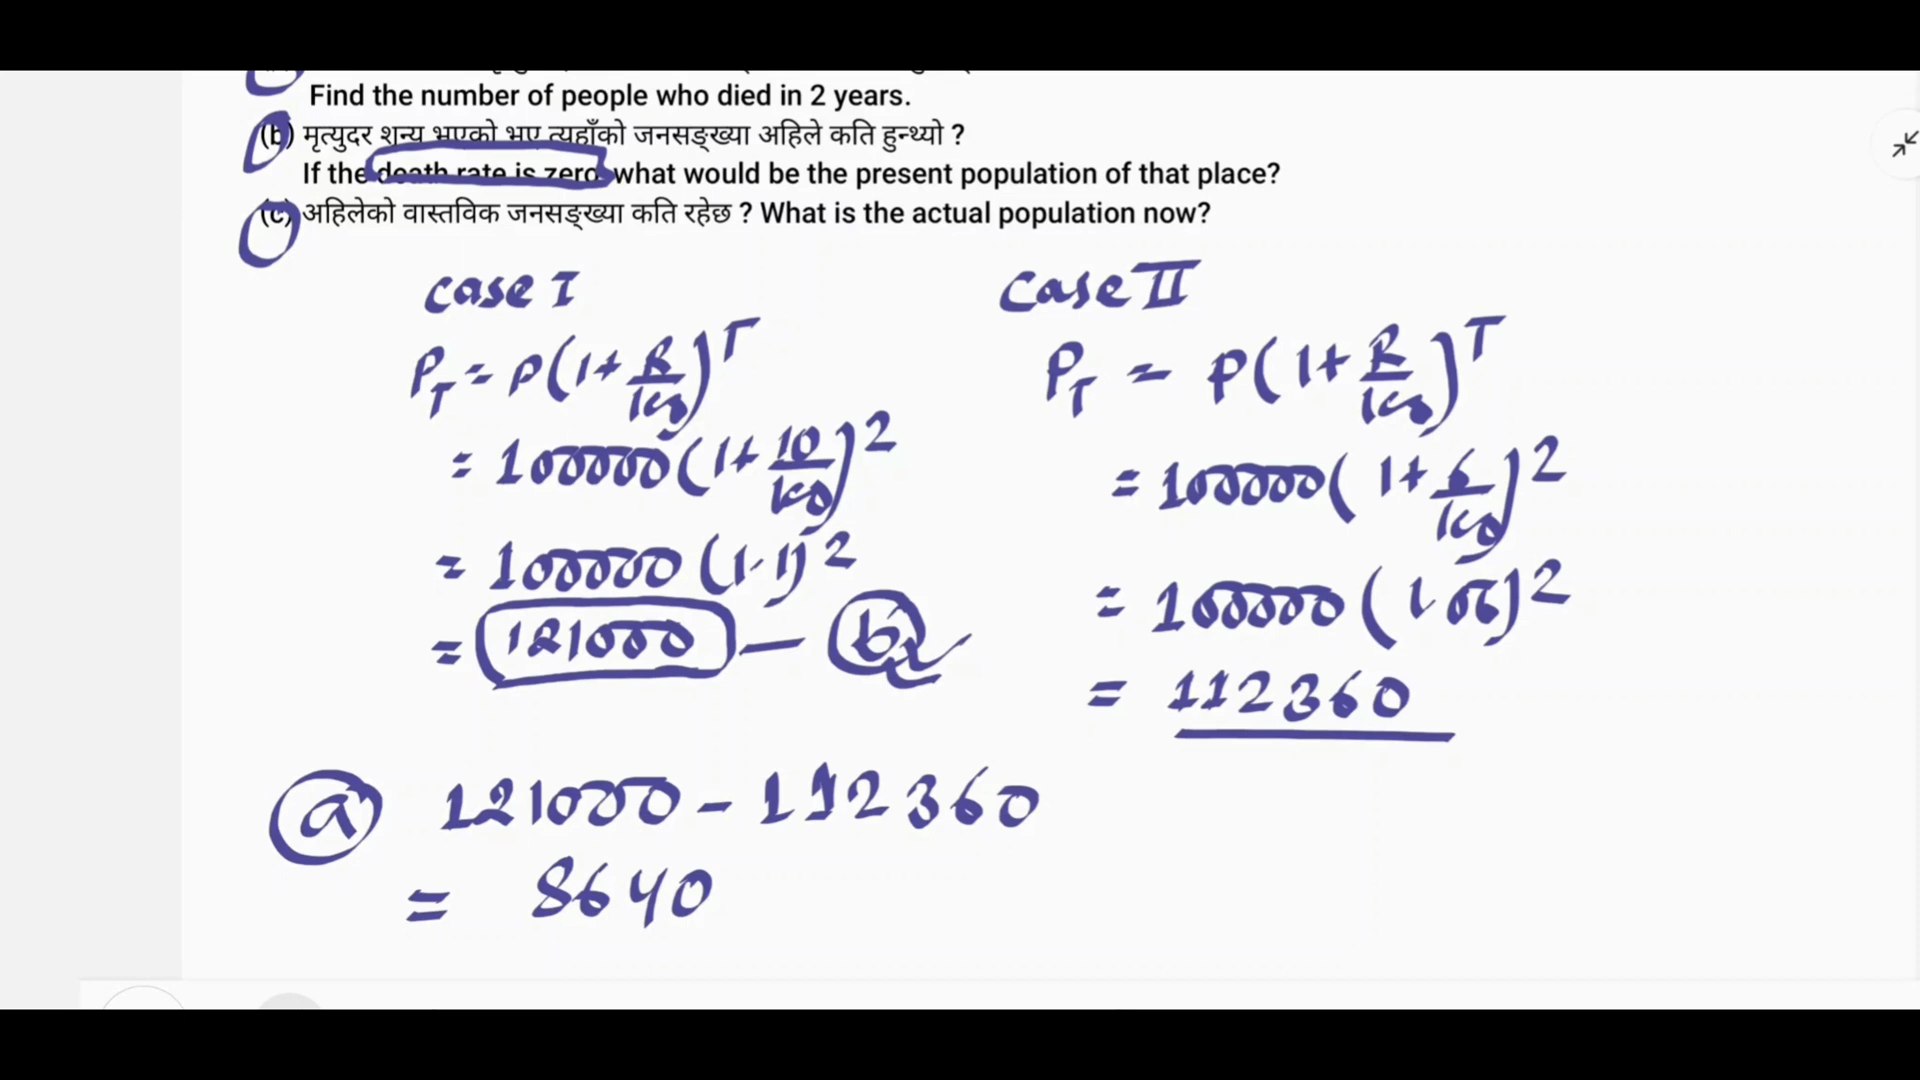 Find the number of people who died in 2 years.
(b) मृत्युदर शून्य भएको भए त्यहाँको जनसङ्ख्या अहिले कति हुन्थ्यो ?
If the death rate is zero what would be the present population of that place?
(c) अहिलेको वास्तविक जनसङ्ख्या कति रहेछ ? What is the actual population now?
case I
P_T = P(1+R/100)^T
= 100000(1+10/100)^2
= 100000(1.1)^2
= 121000 — b
case II
P_T = P(1+R/100)^T
= 100000(1+6/100)^2
= 100000(1.06)^2
= 112360
a 121000 - 112360
= 8640